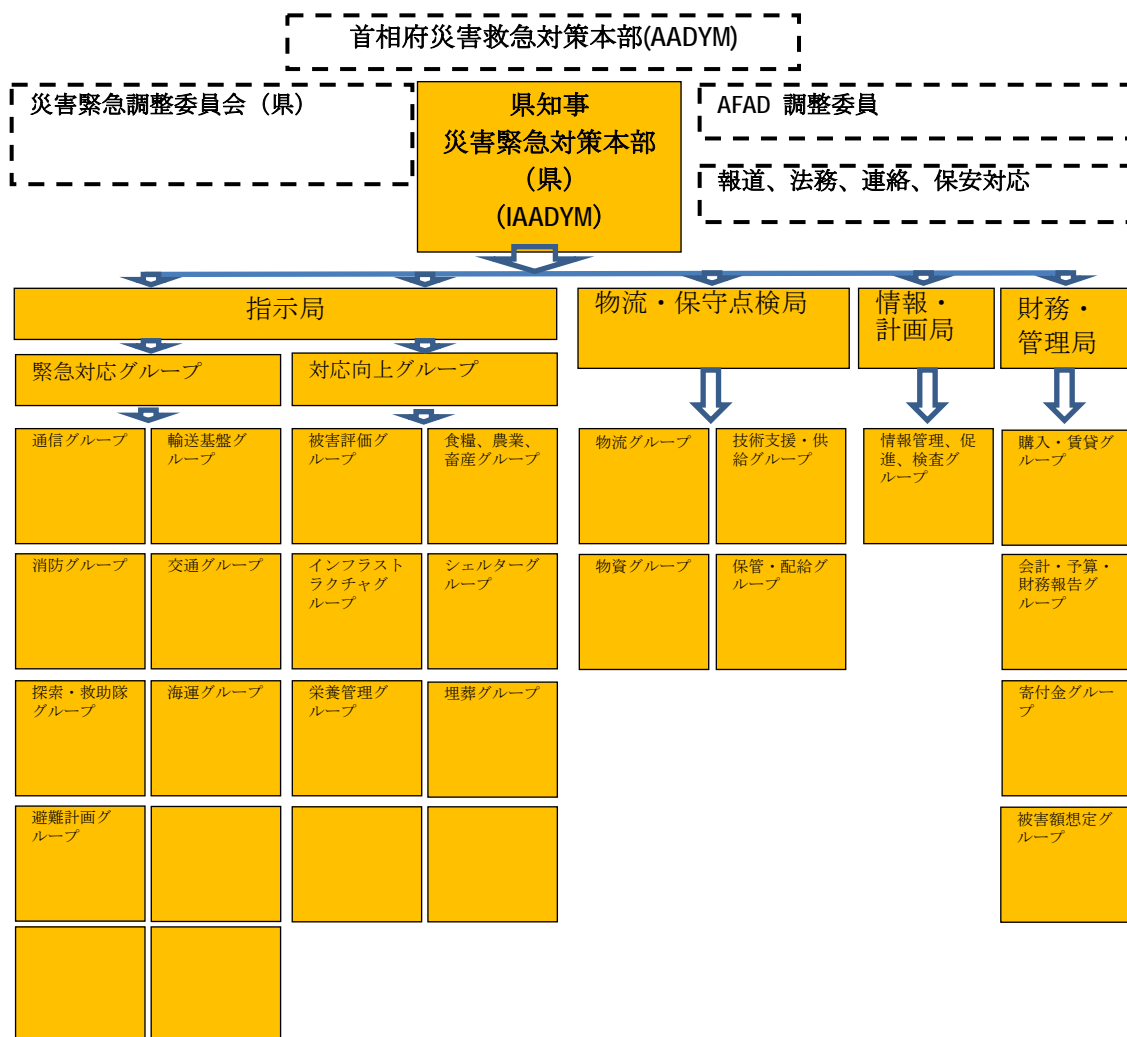 首相府災害救急対策本部(AADYM)
災害緊急調整委員会（県）
県知事
災害緊急対策本部
（県）
(IAADYM)
AFAD 調整委員
報道、法務、連絡、保安対応
指示局
物流・保守点検局
情報・
計画局
財務・
管理局
緊急対応グループ
対応向上グループ
通信グループ
輸送基盤グ
ループ
被害評価グ
ループ
食糧、農業、
畜産グループ
物流グループ
技術支援・供
給グループ
情報管理、促
進、検査グ
ループ
購入・賃貸グ
ループ
消防グループ
交通グループ
インフラスト
ラクチャグ
ループ
シェルターグ
ループ
物資グループ
保管・配給グ
ループ
会計・予算・
財務報告グ
ループ
探索・救助隊
グループ
海運グループ
栄養管理グ
ループ
埋葬グループ
寄付金グルー
プ
避難計画グ
ループ
被害額想定グ
ループ